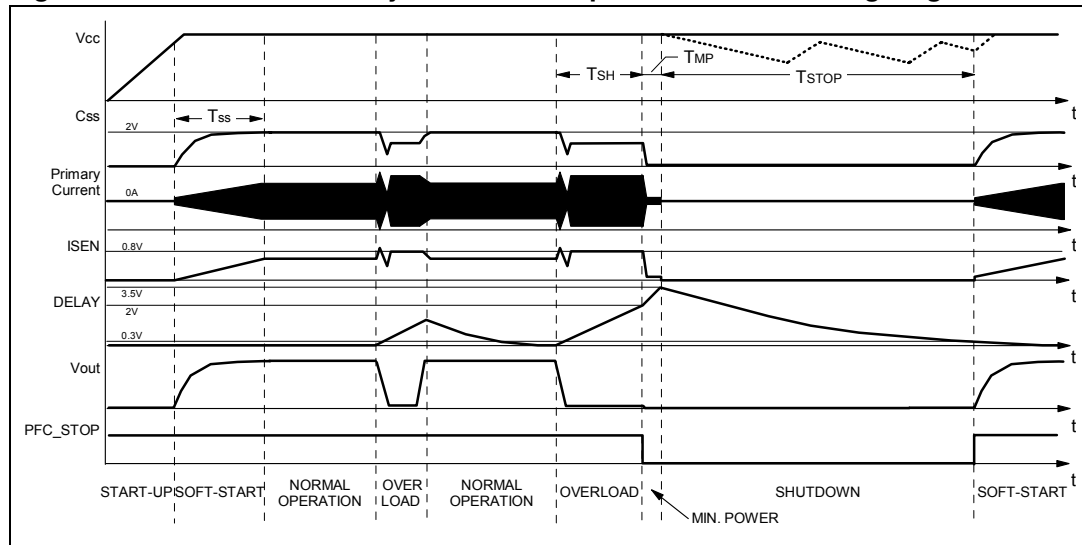 Vcc
TMP
TSH
TSTOP
t
Css
Tss
2V
t
Primary
Current
0A
t
ISEN
0.8V
t
DELAY
3.5V
2V
0.3V
t
Vout
t
PFC_STOP
t
START-UP
SOFT-START
NORMAL
OPERATION
OVER
LOAD
NORMAL
OPERATION
OVERLOAD
MIN. POWER
SHUTDOWN
SOFT-START